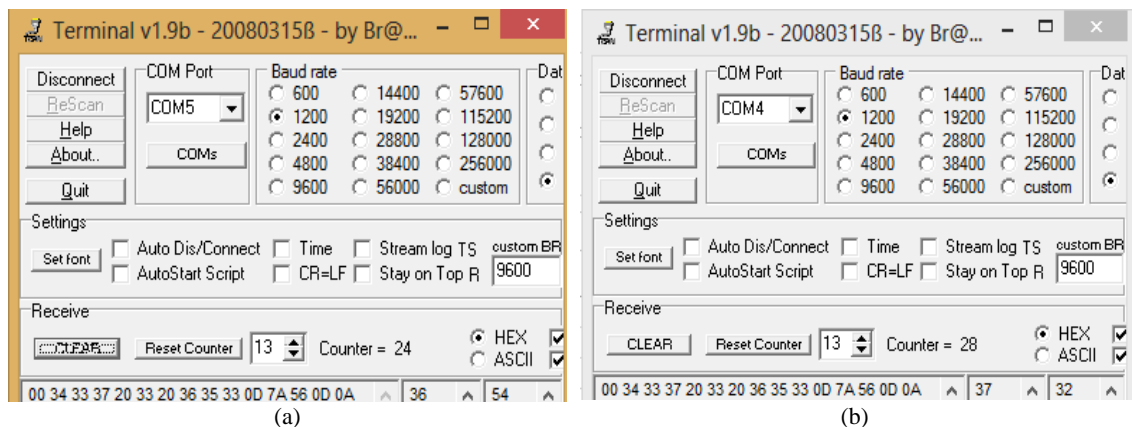 Terminal v1.9b - 20080315ß - by Br@...
Disconnect
ReScan
Help
About..
Quit
COM Port
COM5
COMs
Baud rate
600 14400 57600
1200 19200 115200
2400 28800 128000
4800 38400 256000
9600 56000 custom
Dat
Settings
Set font
Auto Dis/Connect Time Stream log TS custom BR
AutoStart Script CR=LF Stay on Top R 9600
Receive
CLEAR Reset Counter 13 Counter = 24 HEX
ASCII
00 34 33 37 20 33 20 36 35 33 0D 7A 56 0D 0A 36 54
(a)
Terminal v1.9b - 20080315ß - by Br@...
Disconnect
ReScan
Help
About..
Quit
COM Port
COM4
COMs
Baud rate
600 14400 57600
1200 19200 115200
2400 28800 128000
4800 38400 256000
9600 56000 custom
Dat
Settings
Set font
Auto Dis/Connect Time Stream log TS custom BR
AutoStart Script CR=LF Stay on Top R 9600
Receive
CLEAR Reset Counter 13 Counter = 28 HEX
ASCII
00 34 33 37 20 33 20 36 35 33 0D 7A 56 0D 0A 37 32
(b)